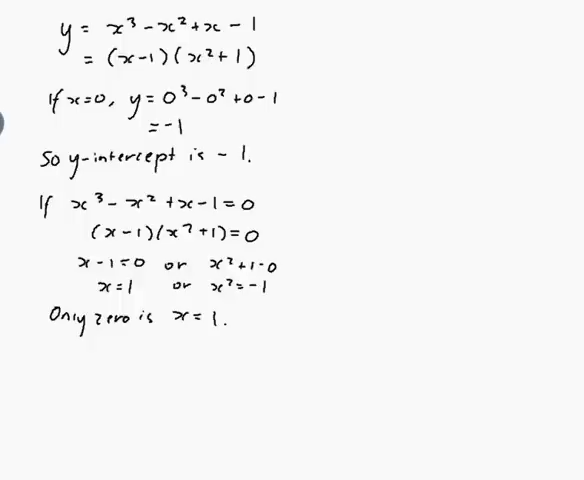 y = x³ - x² + x - 1
= (x-1)(x²+1)
If x=0, y = 0³ - 0² + 0 - 1
= -1
So y-intercept is -1.
If x³ - x² + x - 1 = 0
(x-1)(x²+1) = 0
x-1=0 or x²+1=0
x=1 or x²=-1
Only zero is x=1.